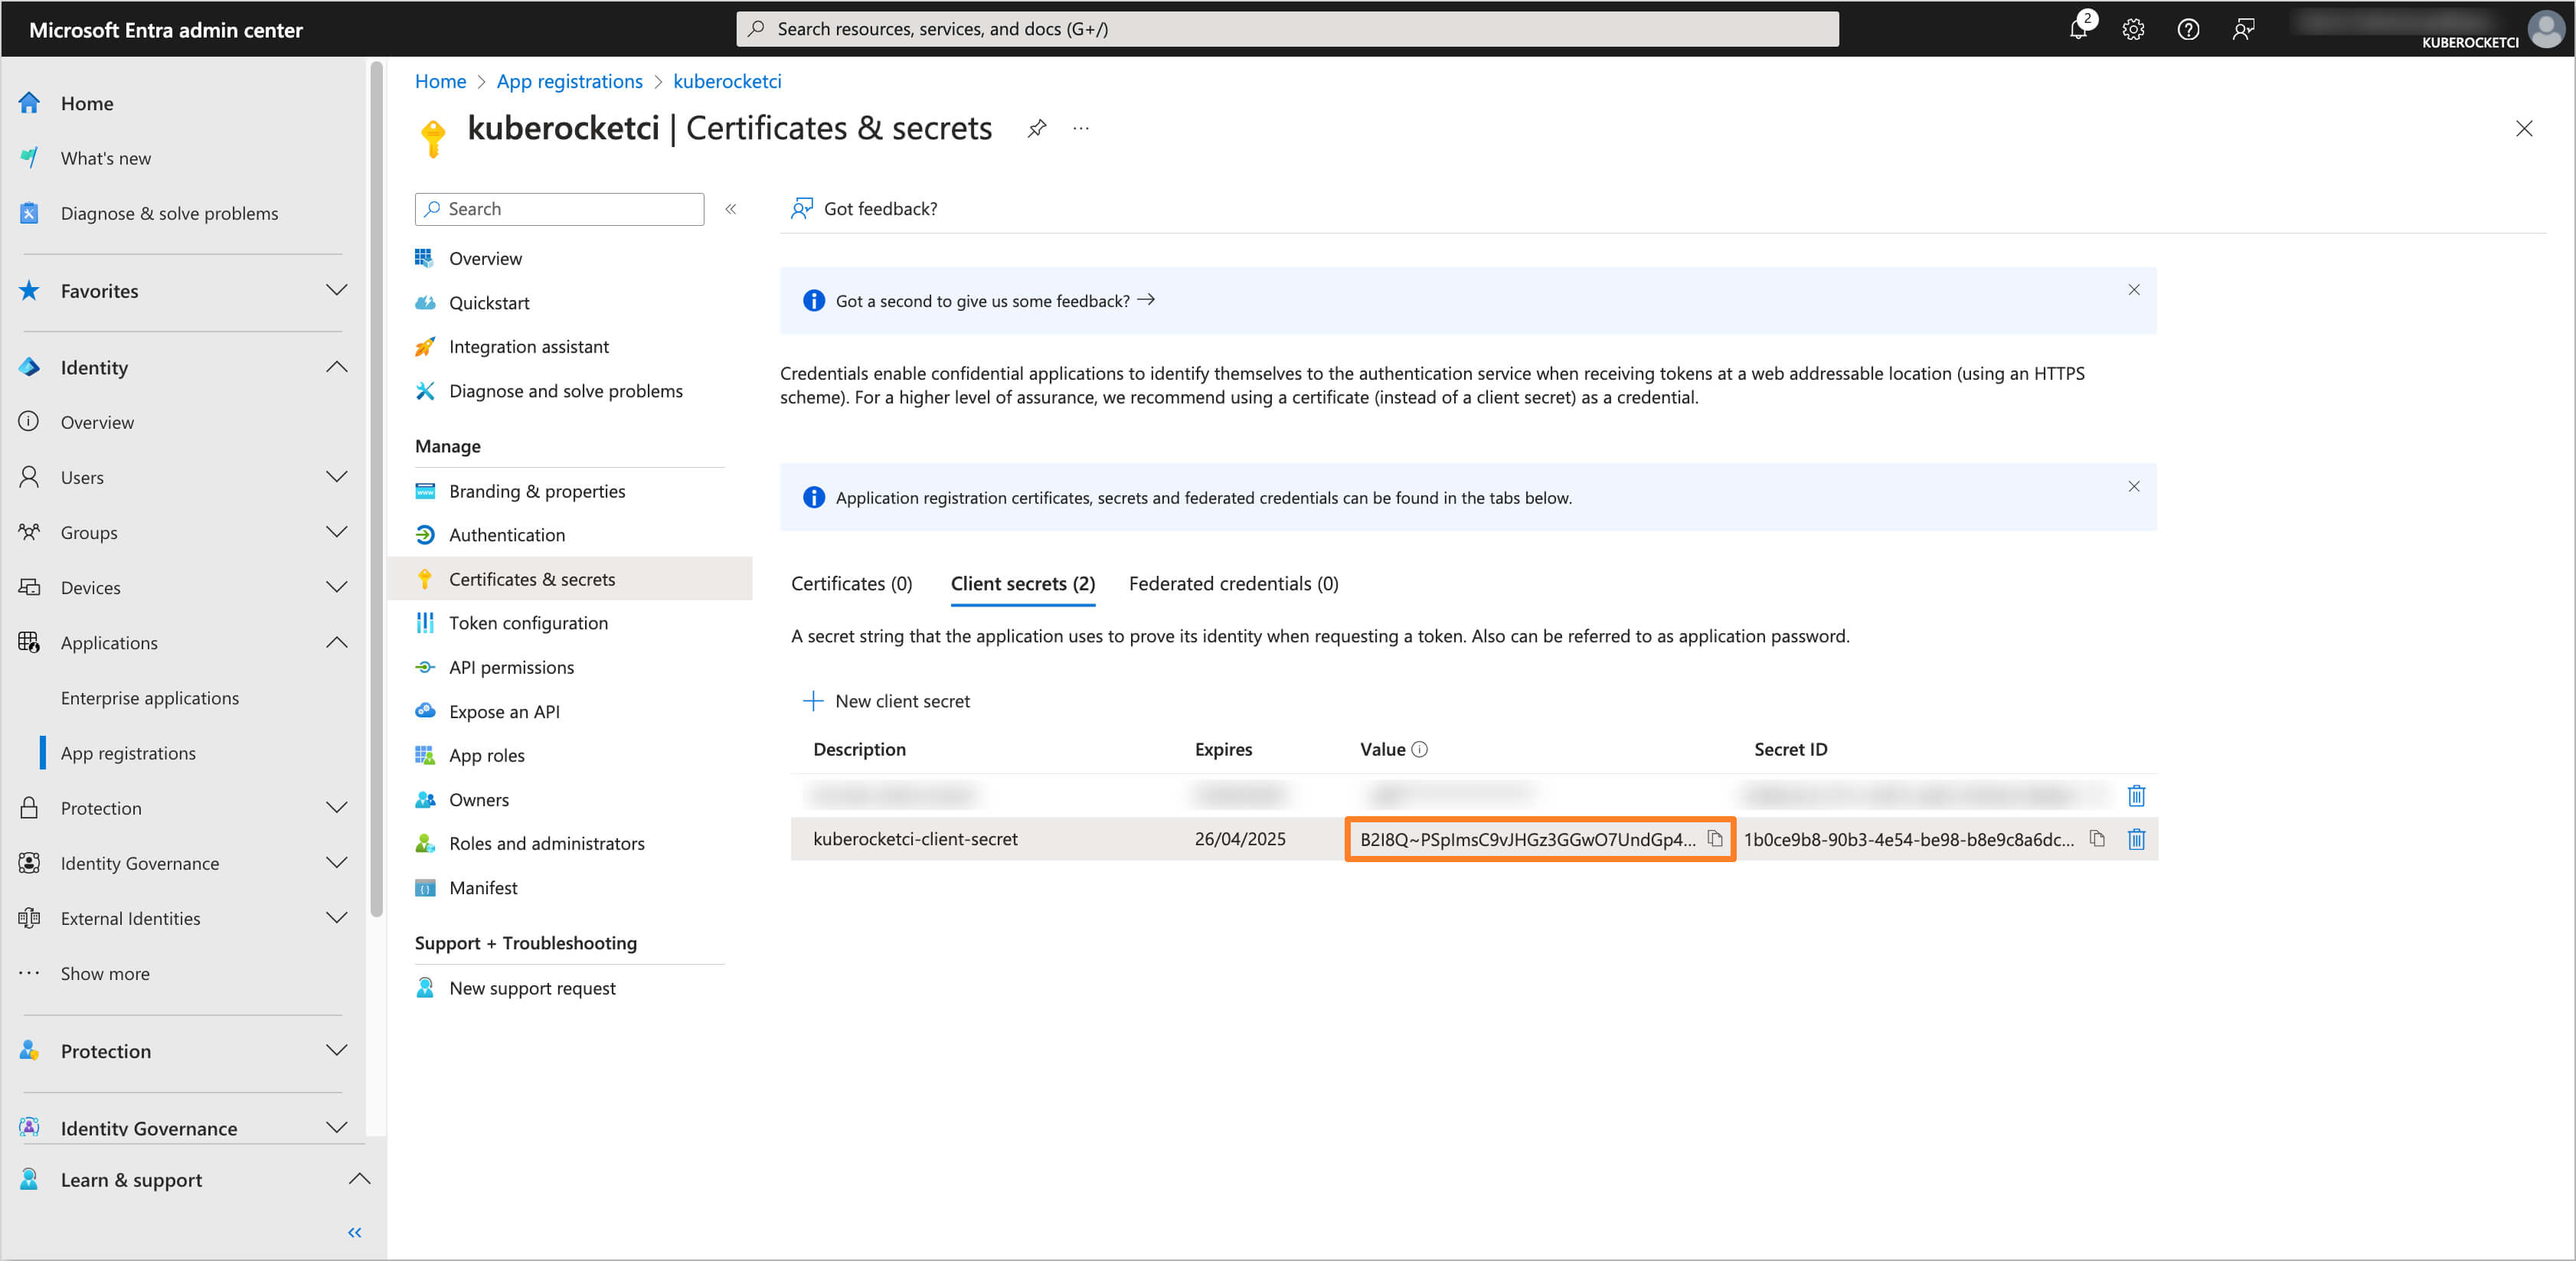 Microsoft Entra admin center
Search resources, services, and docs (G+/)
2
KUBEROCKETCI
Home
What's new
Diagnose & solve problems
Favorites
Identity
Overview
Users
Groups
Devices
Applications
Enterprise applications
App registrations
Protection
Identity Governance
External Identities
Show more
Protection
Identity Governance
Learn & support
Home > App registrations > kuberocketci
kuberocketci | Certificates & secrets
Search
Overview
Quickstart
Integration assistant
Diagnose and solve problems
Manage
Branding & properties
Authentication
Certificates & secrets
Token configuration
API permissions
Expose an API
App roles
Owners
Roles and administrators
Manifest
Support + Troubleshooting
New support request
Got feedback?
Got a second to give us some feedback?
Credentials enable confidential applications to identify themselves to the authentication service when receiving tokens at a web addressable location (using an HTTPS
scheme). For a higher level of assurance, we recommend using a certificate (instead of a client secret) as a credential.
Application registration certificates, secrets and federated credentials can be found in the tabs below.
Certificates (0) Client secrets (2) Federated credentials (0)
A secret string that the application uses to prove its identity when requesting a token. Also can be referred to as application password.
New client secret
Description Expires Value Secret ID
kuberocketci-client-secret 26/04/2025 B2I8Q~PSpImsC9vJHGz3GGwO7UndGp4... 1b0ce9b8-90b3-4e54-be98-b8e9c8a6dc...